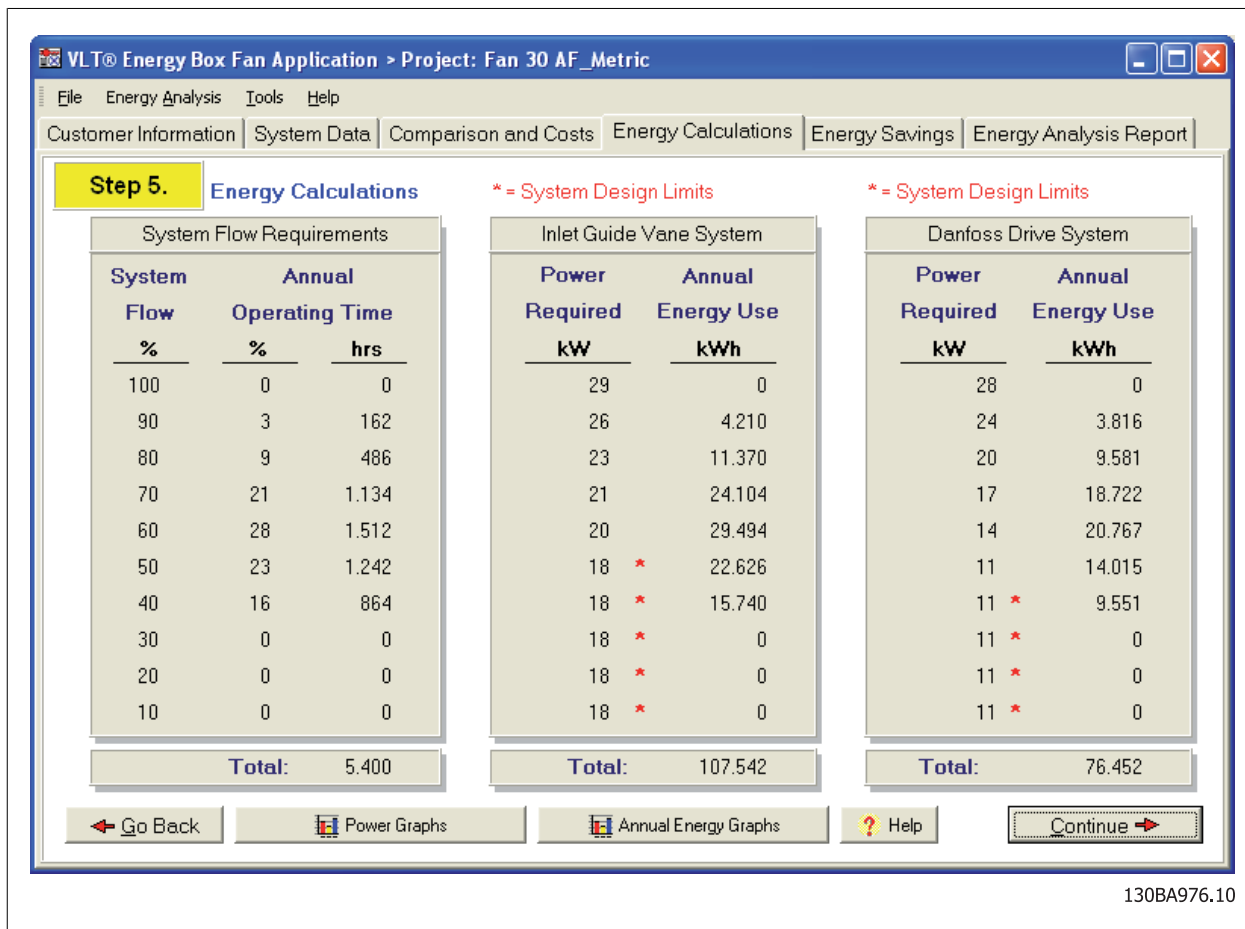 VLT® Energy Box Fan Application > Project: Fan 30 AF_Metric
File Energy Analysis Tools Help
Customer Information System Data Comparison and Costs Energy Calculations Energy Savings Energy Analysis Report
Step 5. Energy Calculations * = System Design Limits * = System Design Limits
System Flow Requirements Inlet Guide Vane System Danfoss Drive System
System Annual Power Annual Power Annual
Flow Operating Time Required Energy Use Required Energy Use
% % hrs kW kWh kW kWh
100 0 0 29 0 28 0
90 3 162 26 4.210 24 3.816
80 9 486 23 11.370 20 9.581
70 21 1.134 21 24.104 17 18.722
60 28 1.512 20 29.494 14 20.767
50 23 1.242 18 * 22.626 11 14.015
40 16 864 18 * 15.740 11 * 9.551
30 0 0 18 * 0 11 * 0
20 0 0 18 * 0 11 * 0
10 0 0 18 * 0 11 * 0
Total: 5.400 Total: 107.542 Total: 76.452
Go Back Power Graphs Annual Energy Graphs ? Help Continue
130BA976.10